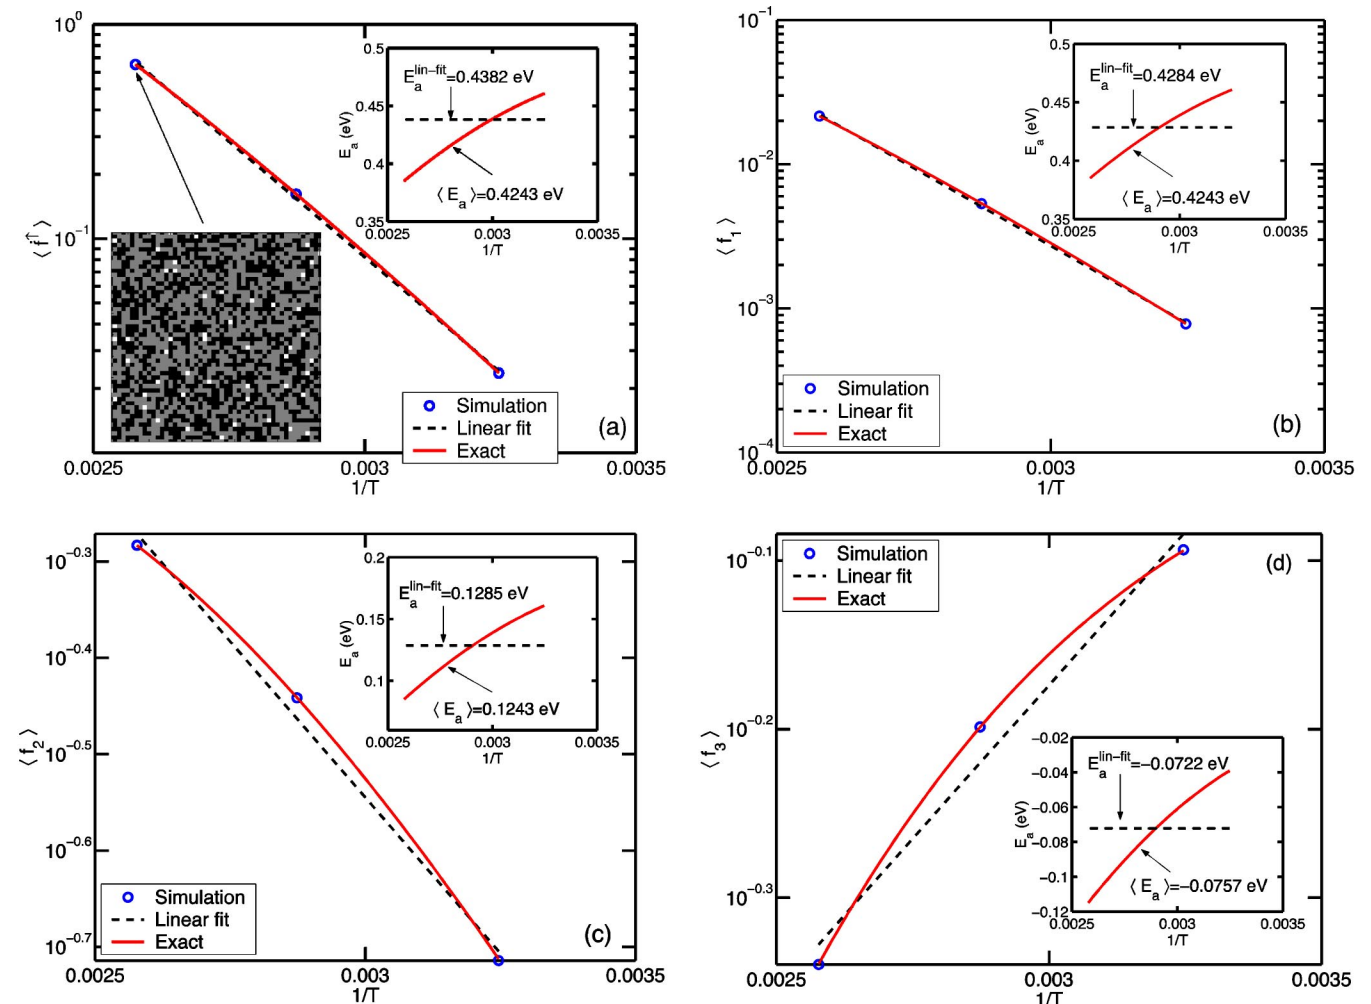 10^0
10^−1
⟨ḟ^↑⟩
0.0025 0.003 0.0035
1/T
0.5
0.45
0.4
0.35
E_a (eV)
E_a^lin−fit=0.4382 eV
⟨E_a⟩=0.4243 eV
0.0025 0.003 0.0035
1/T
Simulation
Linear fit
Exact
(a)
10^−1
10^−2
10^−3
10^−4
⟨f_1⟩
0.0025 0.003 0.0035
1/T
0.5
0.45
0.4
0.35
E_a (eV)
E_a^lin−fit=0.4284 eV
⟨E_a⟩=0.4243 eV
0.0025 0.003 0.0035
1/T
Simulation
Linear fit
Exact
(b)
10^−0.3
10^−0.4
10^−0.5
10^−0.6
10^−0.7
⟨f_2⟩
0.0025 0.003 0.0035
1/T
0.2
0.15
0.1
E_a (eV)
E_a^lin−fit=0.1285 eV
⟨E_a⟩=0.1243 eV
0.0025 0.003 0.0035
1/T
Simulation
Linear fit
Exact
(c)
10^−0.1
10^−0.2
10^−0.3
⟨f_3⟩
0.0025 0.003 0.0035
1/T
Simulation
Linear fit
Exact
(d)
−0.02
−0.04
−0.06
−0.08
−0.1
−0.12
E_a (eV)
E_a^lin−fit=−0.0722 eV
⟨E_a⟩=−0.0757 eV
0.0025 0.003 0.0035
1/T